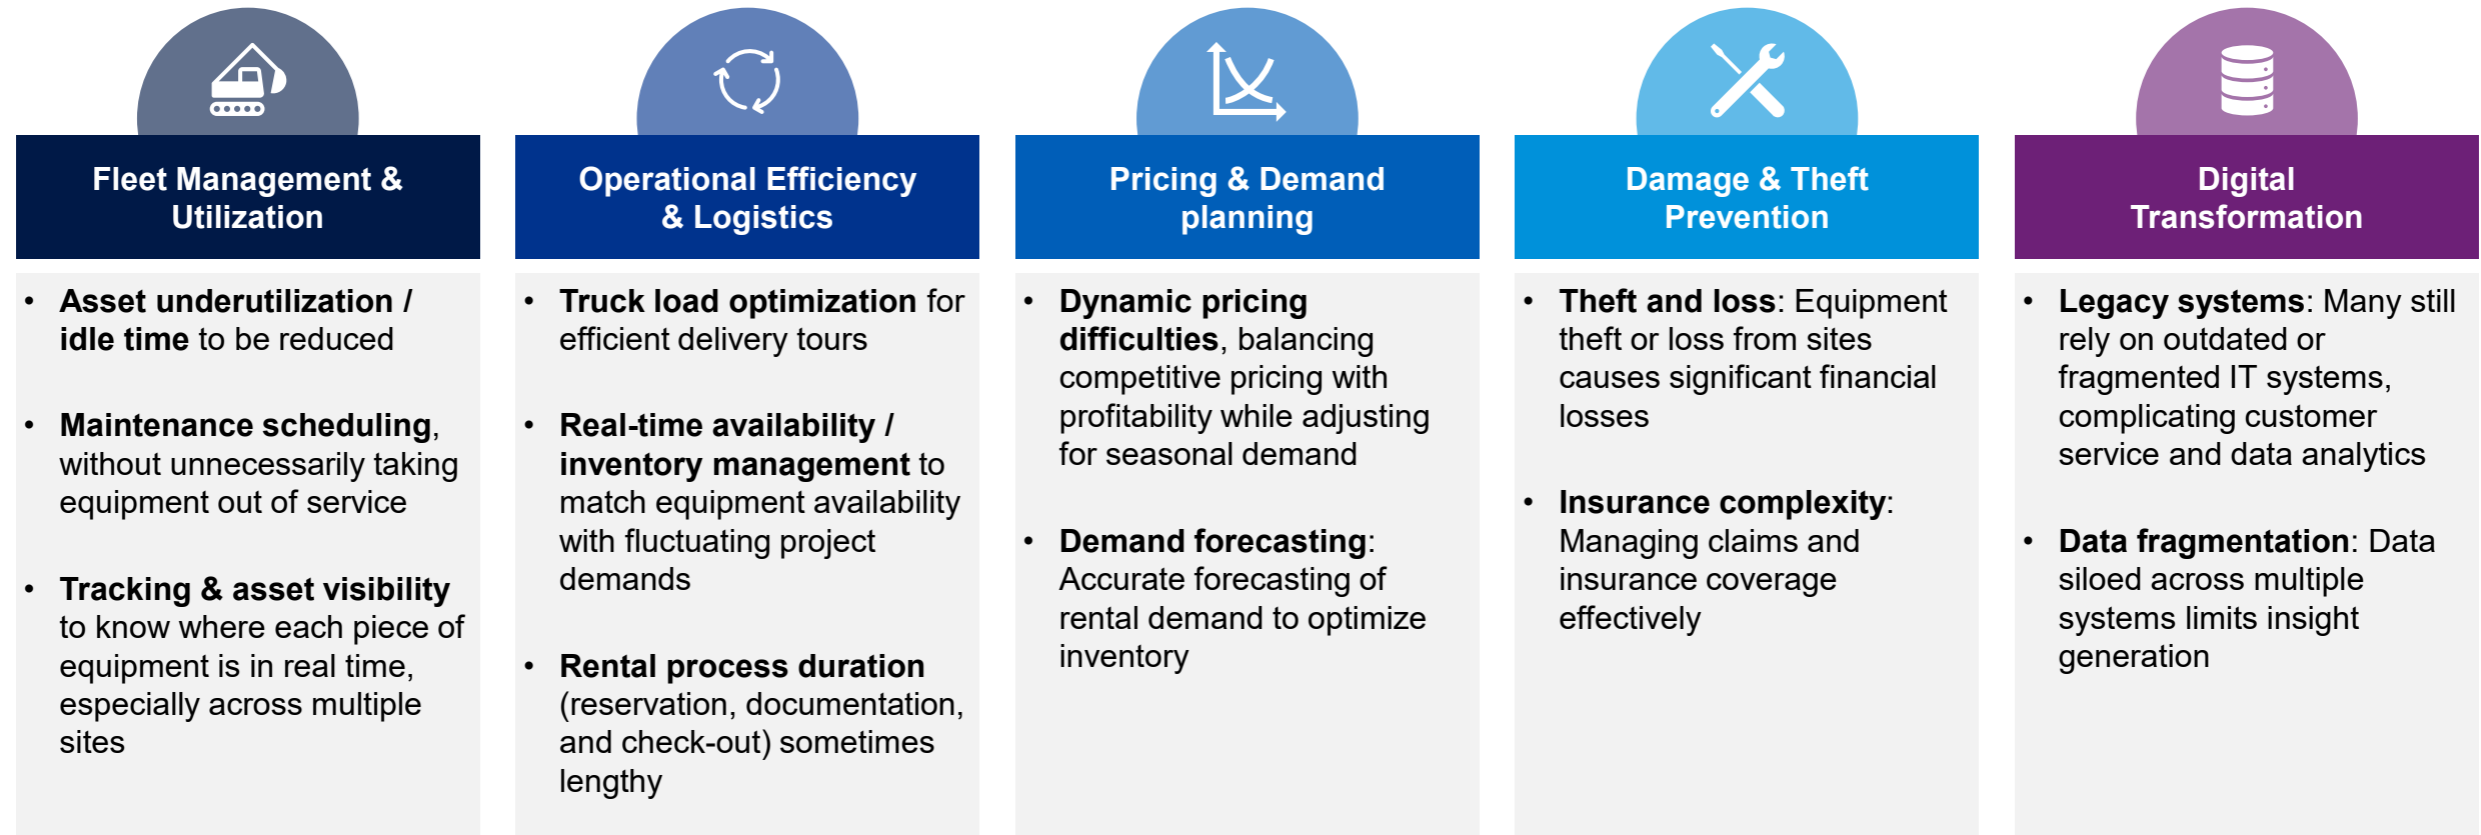 Fleet Management &
Utilization
• Asset underutilization /
idle time to be reduced
• Maintenance scheduling,
without unnecessarily taking
equipment out of service
• Tracking & asset visibility
to know where each piece of
equipment is in real time,
especially across multiple
sites
Operational Efficiency
& Logistics
• Truck load optimization for
efficient delivery tours
• Real-time availability /
inventory management to
match equipment availability
with fluctuating project
demands
• Rental process duration
(reservation, documentation,
and check-out) sometimes
lengthy
Pricing & Demand
planning
• Dynamic pricing
difficulties, balancing
competitive pricing with
profitability while adjusting
for seasonal demand
• Demand forecasting:
Accurate forecasting of
rental demand to optimize
inventory
Damage & Theft
Prevention
• Theft and loss: Equipment
theft or loss from sites
causes significant financial
losses
• Insurance complexity:
Managing claims and
insurance coverage
effectively
Digital
Transformation
• Legacy systems: Many still
rely on outdated or
fragmented IT systems,
complicating customer
service and data analytics
• Data fragmentation: Data
siloed across multiple
systems limits insight
generation